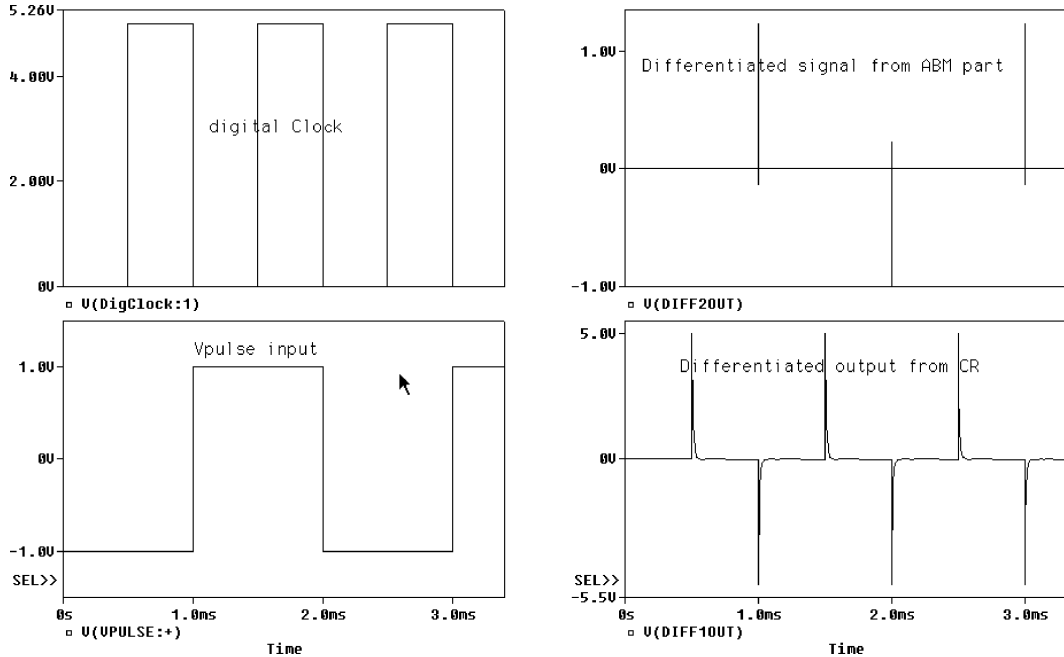 5.26V
4.00V
digital Clock
2.00V
0V
V(DigClock:1)
Vpulse input
1.0V
0V
-1.0V
SEL>>
0s 1.0ms 2.0ms 3.0ms
V(VPULSE:+)
Time
1.0V
Differentiated signal from ABM part
0V
-1.0V
V(DIFF2OUT)
5.0V
Differentiated output from CR
0V
SEL>>
-5.5V
0s 1.0ms 2.0ms 3.0ms
V(DIFF1OUT)
Time